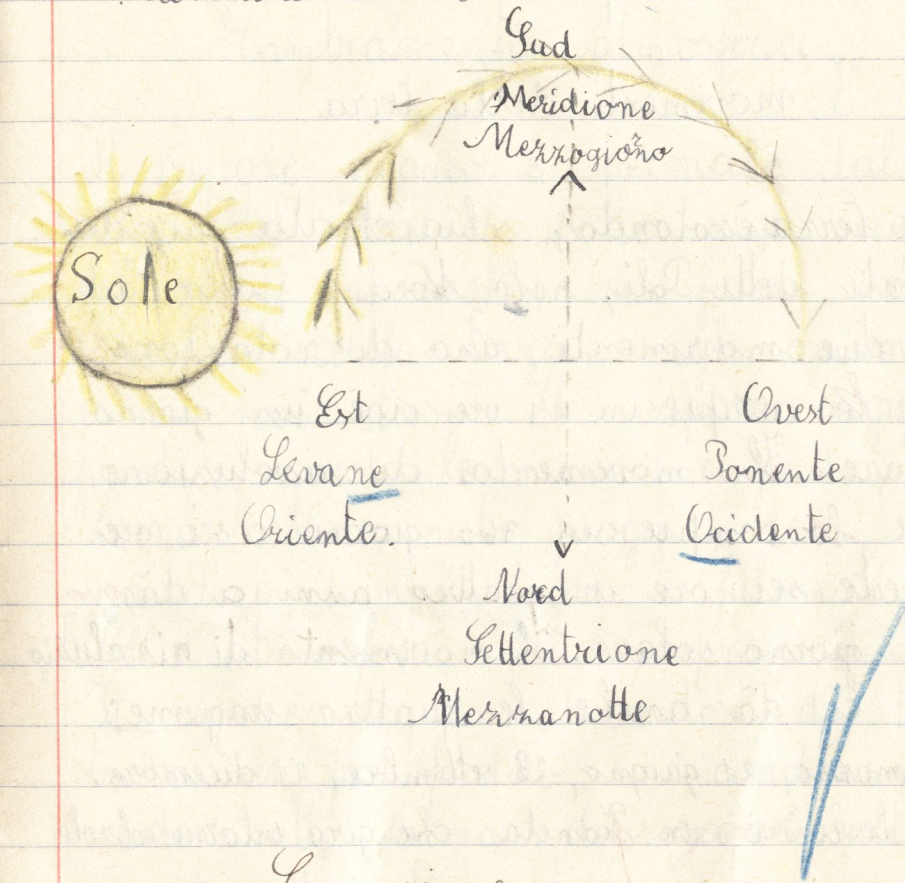 Sud
Meridione
Mezzogiorno
Sole
Est
Levane
Oriente.
Ovest
Ponente
Ocidente
Nord
Settentrione
Mezzanotte